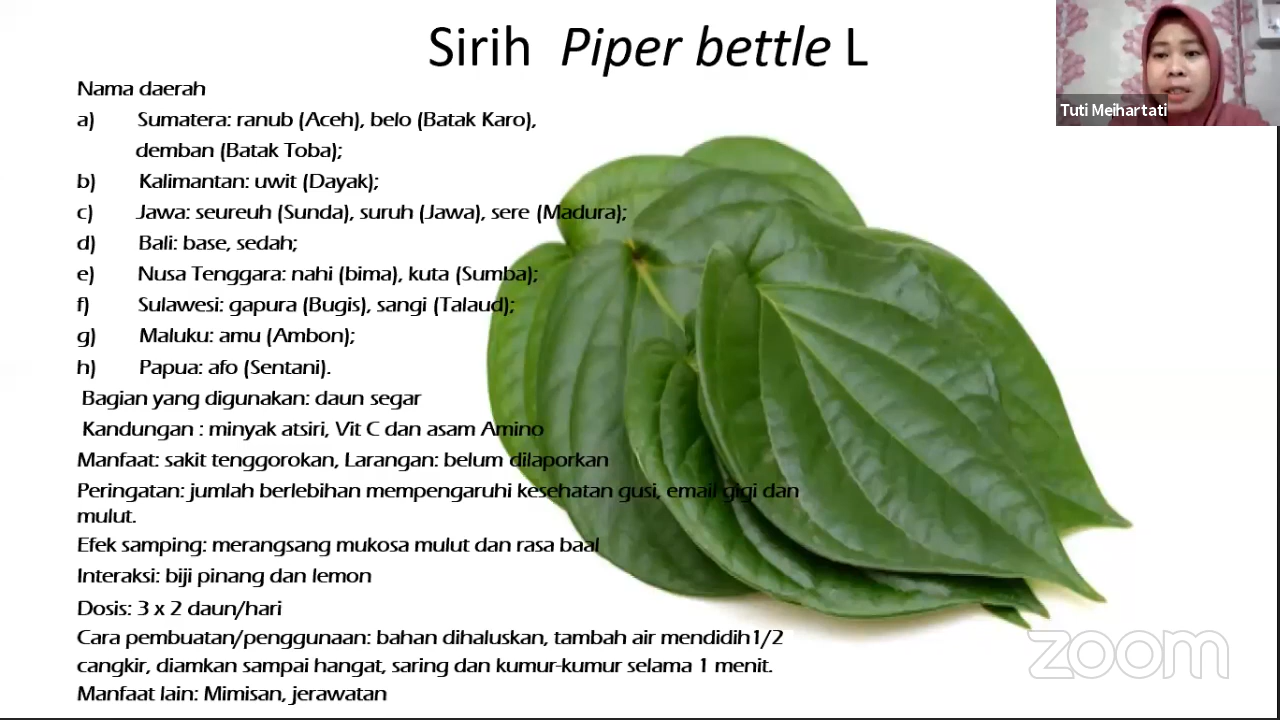 Sirih Piper bettle L
Tuti Meihartati
Nama daerah
a) Sumatera: ranub (Aceh), belo (Batak Karo),
demban (Batak Toba);
b) Kalimantan: uwit (Dayak);
c) Jawa: seureuh (Sunda), suruh (Jawa), sere (Madura);
d) Bali: base, sedah;
e) Nusa Tenggara: nahi (bima), kuta (Sumba);
f) Sulawesi: gapura (Bugis), sangi (Talaud);
g) Maluku: amu (Ambon);
h) Papua: afo (Sentani).
Bagian yang digunakan: daun segar
Kandungan : minyak atsiri, Vit C dan asam Amino
Manfaat: sakit tenggorokan, Larangan: belum dilaporkan
Peringatan: jumlah berlebihan mempengaruhi kesehatan gusi, email gigi dan
mulut.
Efek samping: merangsang mukosa mulut dan rasa baal
Interaksi: biji pinang dan lemon
Dosis: 3 x 2 daun/hari
Cara pembuatan/penggunaan: bahan dihaluskan, tambah air mendidih1/2
cangkir, diamkan sampai hangat, saring dan kumur-kumur selama 1 menit.
Manfaat lain: Mimisan, jerawatan
zoom